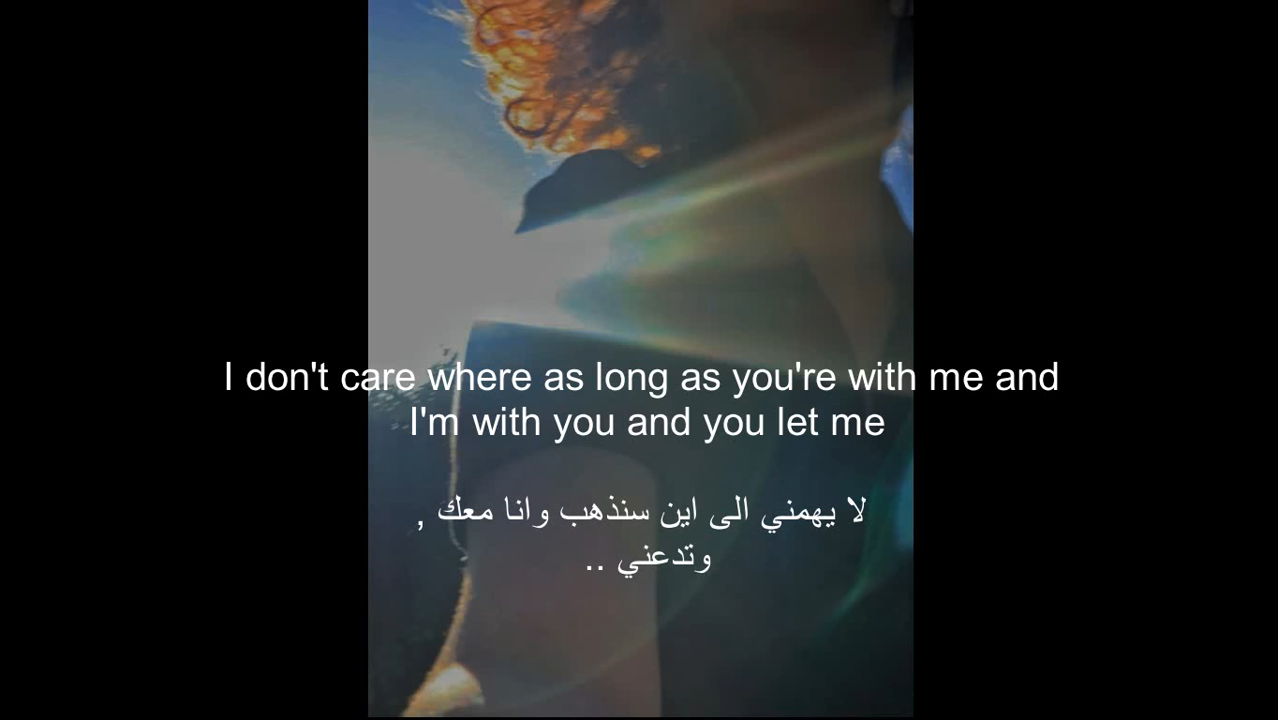 I don't care where as long as you're with me and
I'm with you and you let me
لا يهمني الى اين سنذهب وانا معك ,
وتدعني ..